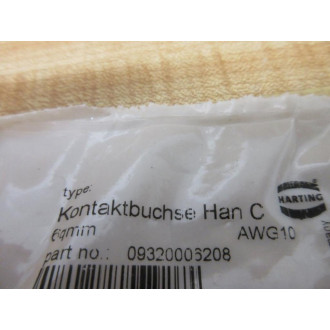 type:
Kontaktbuchse Han C
6qmm AWG10
part no.: 09320006208
HARTING